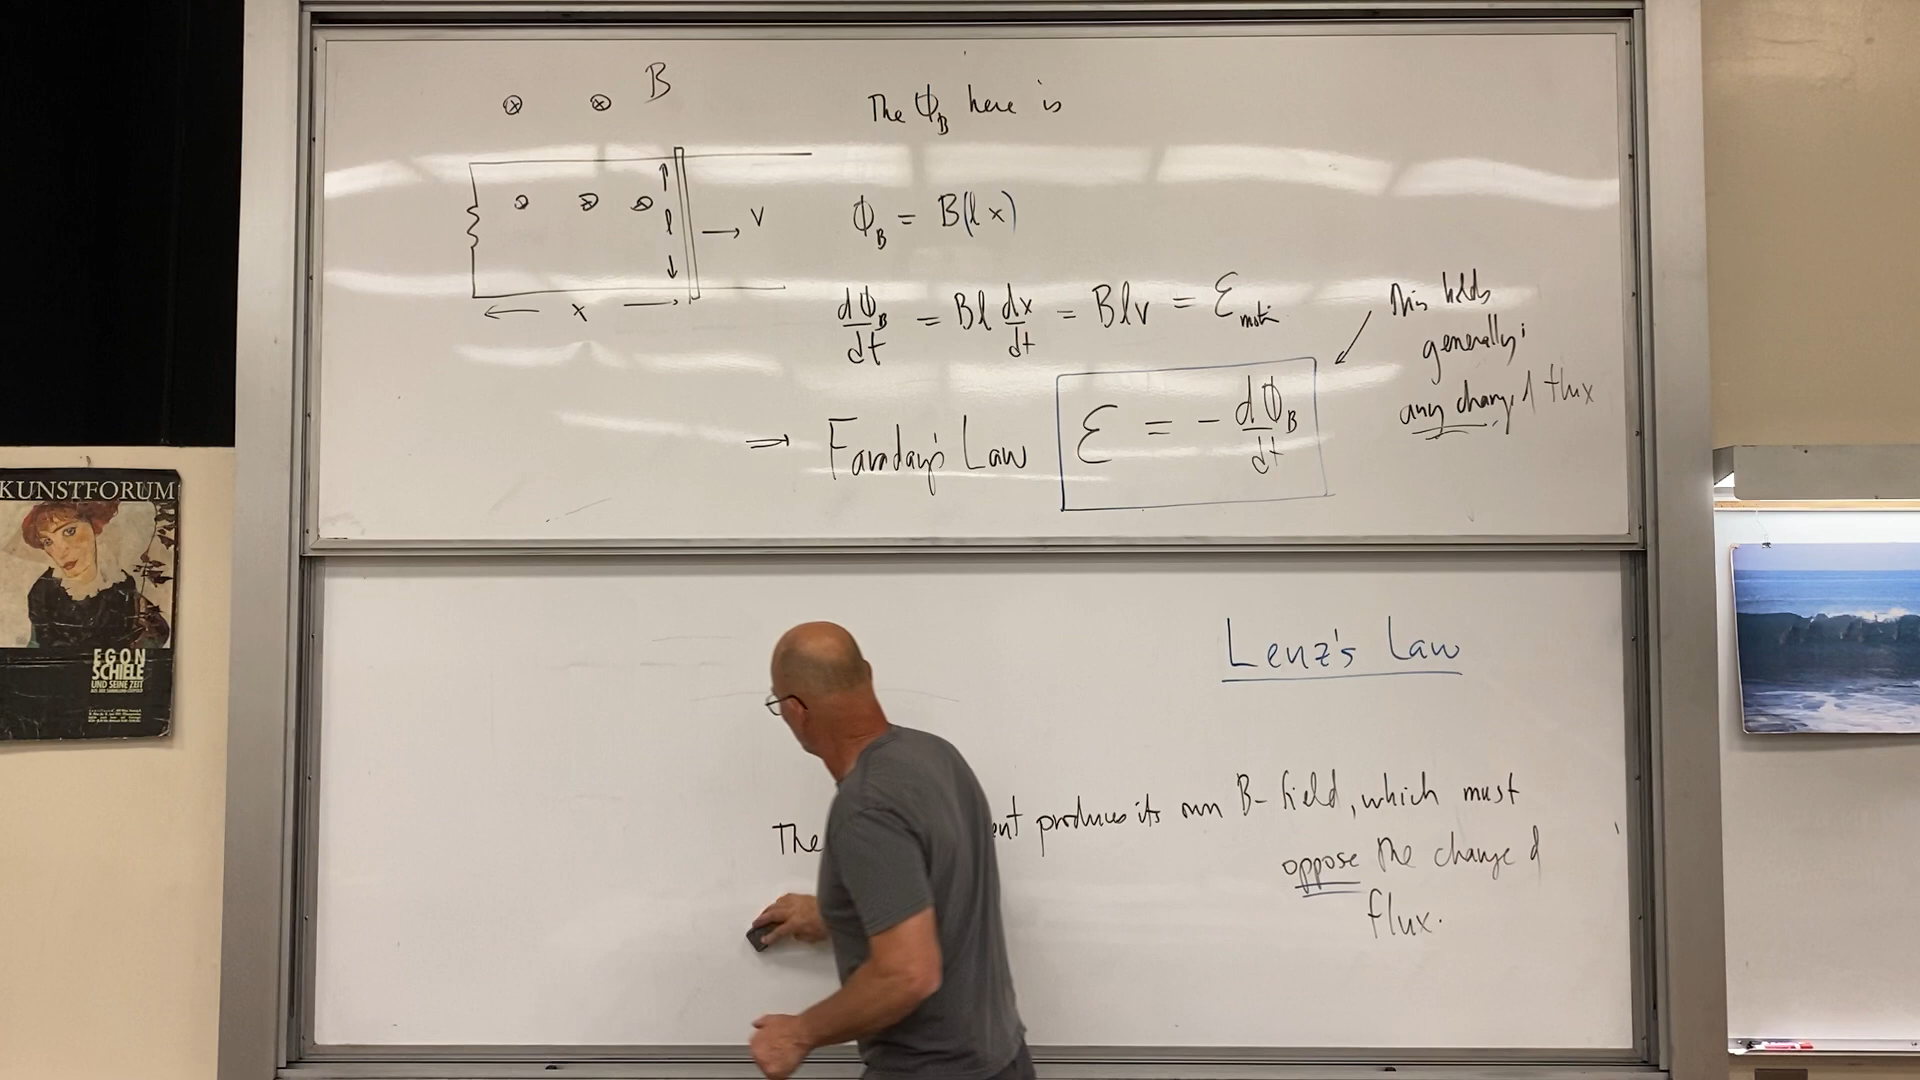 B
The Φ_B here is
l
→ V
x
Φ_B = B(l x)
dΦ_B/dt = Bl dx/dt = Blv = Ɛ
This holds
generally;
any change of flux
⇒ Faraday's Law Ɛ = - dΦ_B/dt
Lenz's Law
The produces its own B-field, which must
oppose the change of
flux.
KUNSTFORUM
EGON
SCHIELE
UND SEINE ZEIT